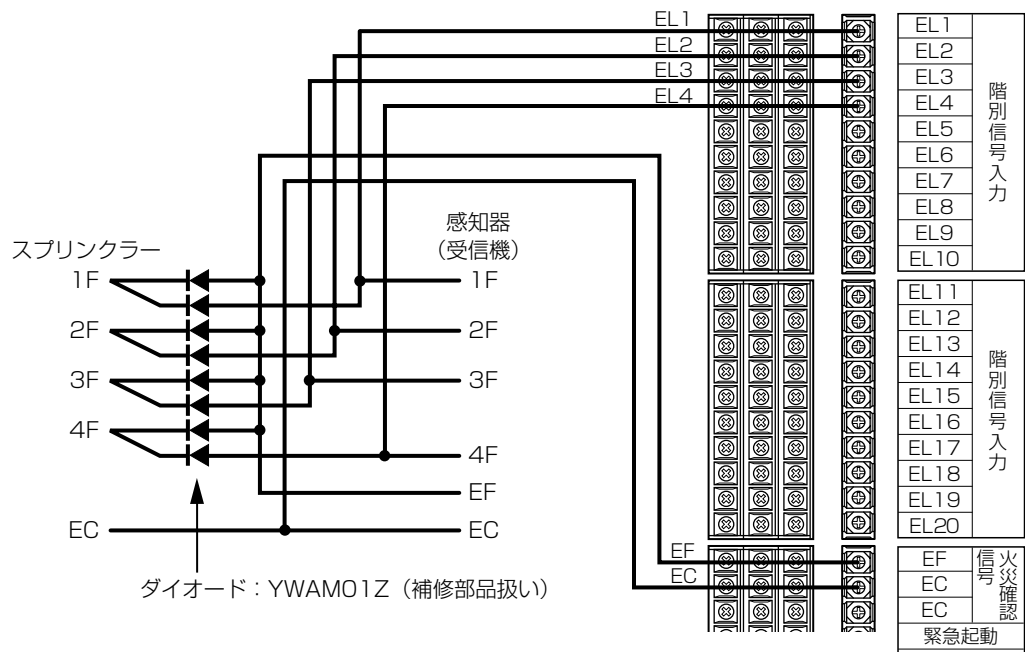 EL1
EL2
EL3
EL4
スプリンクラー
1F
2F
3F
4F
EC
感知器
（受信機）
1F
2F
3F
4F
EF
EC
ダイオード：YWAM01Z（補修部品扱い）
EF
EC
EL1
EL2
EL3
EL4
EL5
EL6
EL7
EL8
EL9
EL10
階別信号入力
EL11
EL12
EL13
EL14
EL15
EL16
EL17
EL18
EL19
EL20
階別信号入力
EF
EC
EC
火災確認
信号
緊急起動